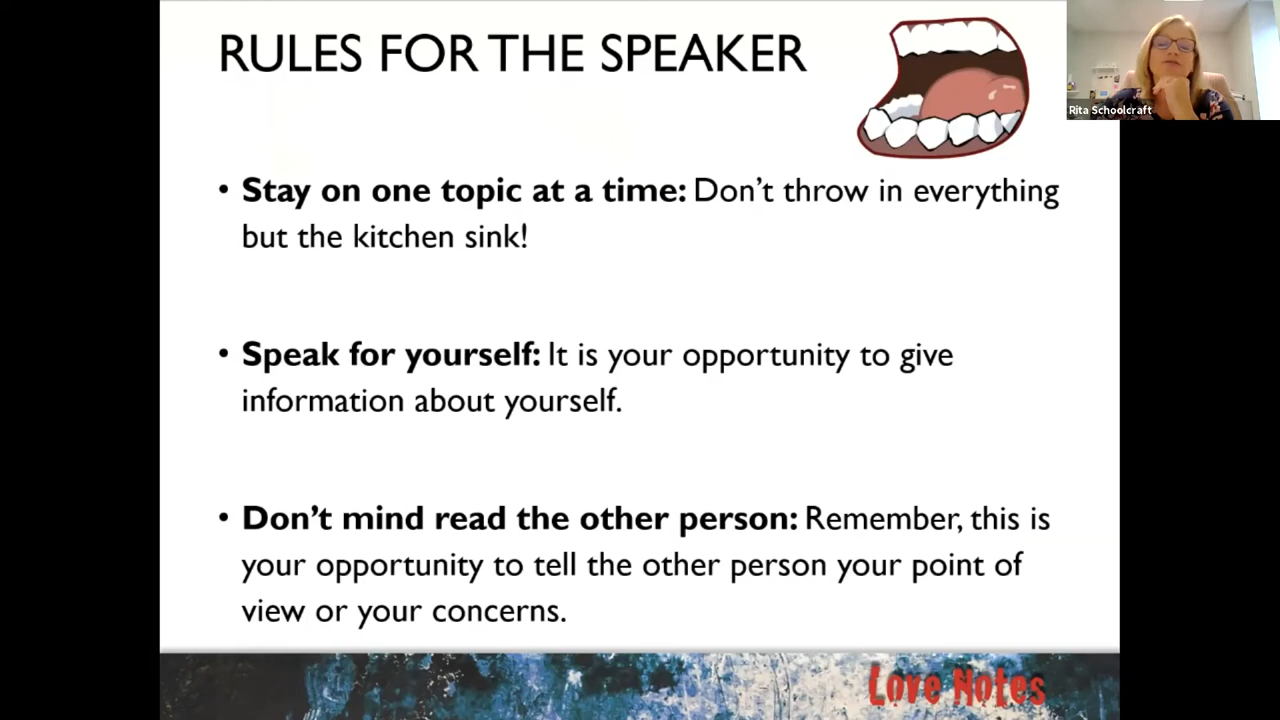 RULES FOR THE SPEAKER
Rita Schoolcraft
• Stay on one topic at a time: Don’t throw in everything
but the kitchen sink!
• Speak for yourself: It is your opportunity to give
information about yourself.
• Don’t mind read the other person: Remember, this is
your opportunity to tell the other person your point of
view or your concerns.
Love Notes